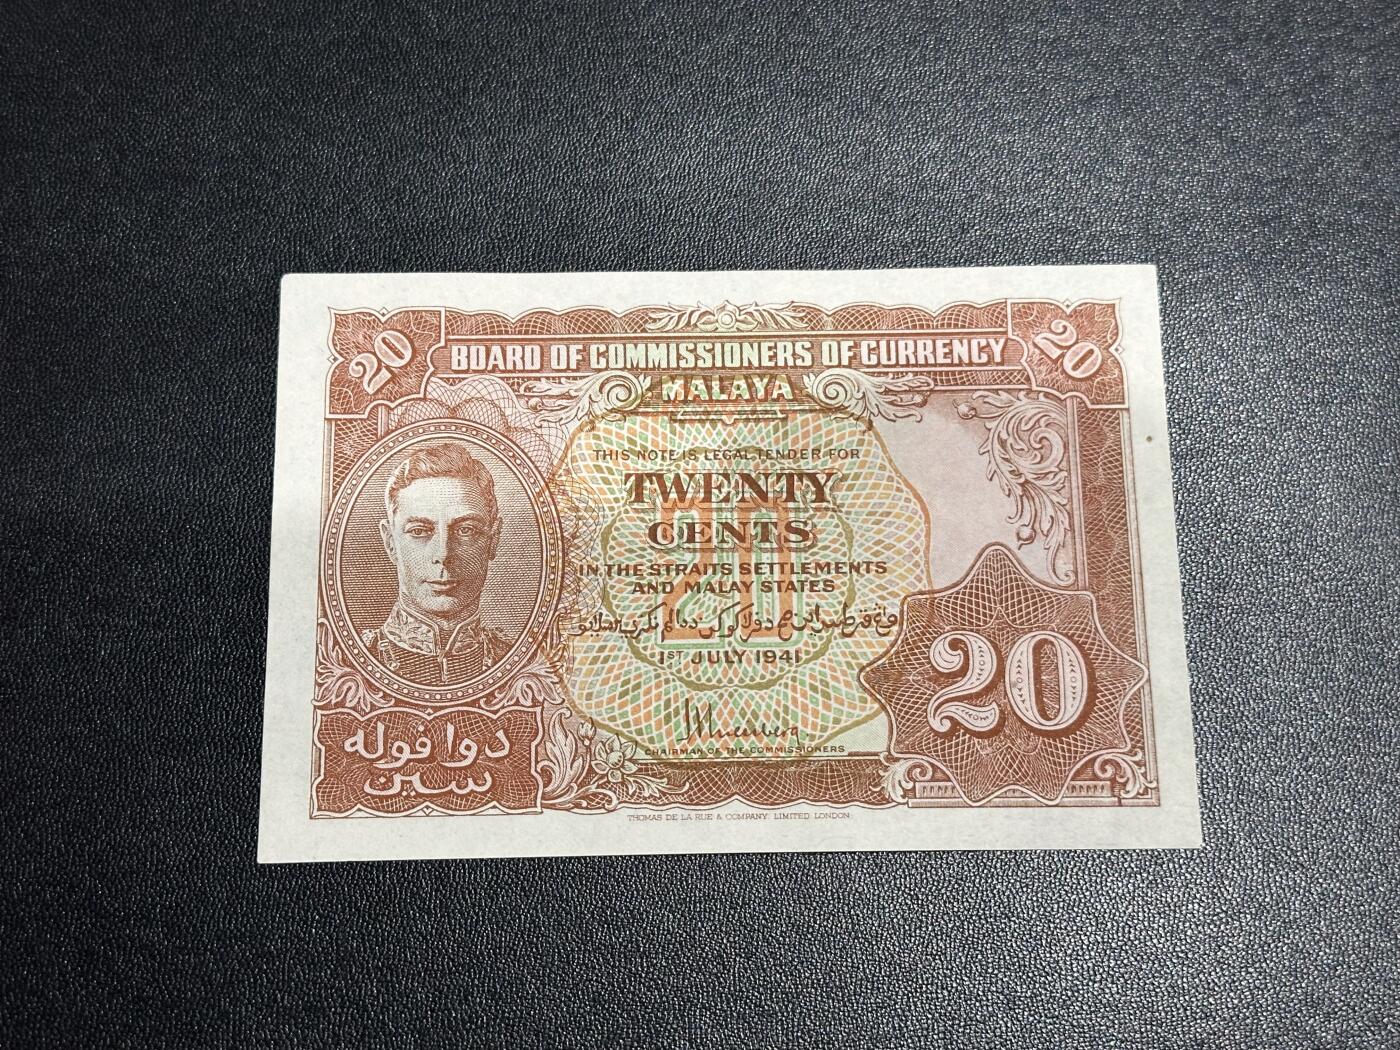 20
20
BOARD OF COMMISSIONERS OF CURRENCY
MALAYA
THIS NOTE IS LEGAL TENDER FOR
TWENTY
CENTS
20
IN THE STRAITS SETTLEMENTS
AND MALAY STATES
1ST JULY 1941
CHAIRMAN OF THE COMMISSIONERS
دوا ڤوله
سين
20
THOMAS DE LA RUE & COMPANY. LIMITED. LONDON.